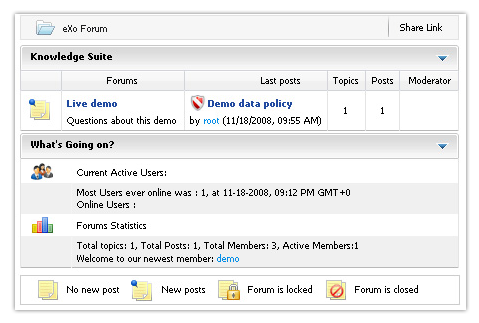 eXo Forum
Share Link
Knowledge Suite
Forums Last posts Topics Posts Moderator
Live demo
Questions about this demo
Demo data policy
by root (11/18/2008, 09:55 AM)
1 1
What's Going on?
Current Active Users:
Most Users ever online was : 1, at 11-18-2008, 09:12 PM GMT+0
Online Users :
Forums Statistics
Total topics: 1, Total Posts: 1, Total Members: 3, Active Members:1
Welcome to our newest member: demo
No new post New posts Forum is locked Forum is closed